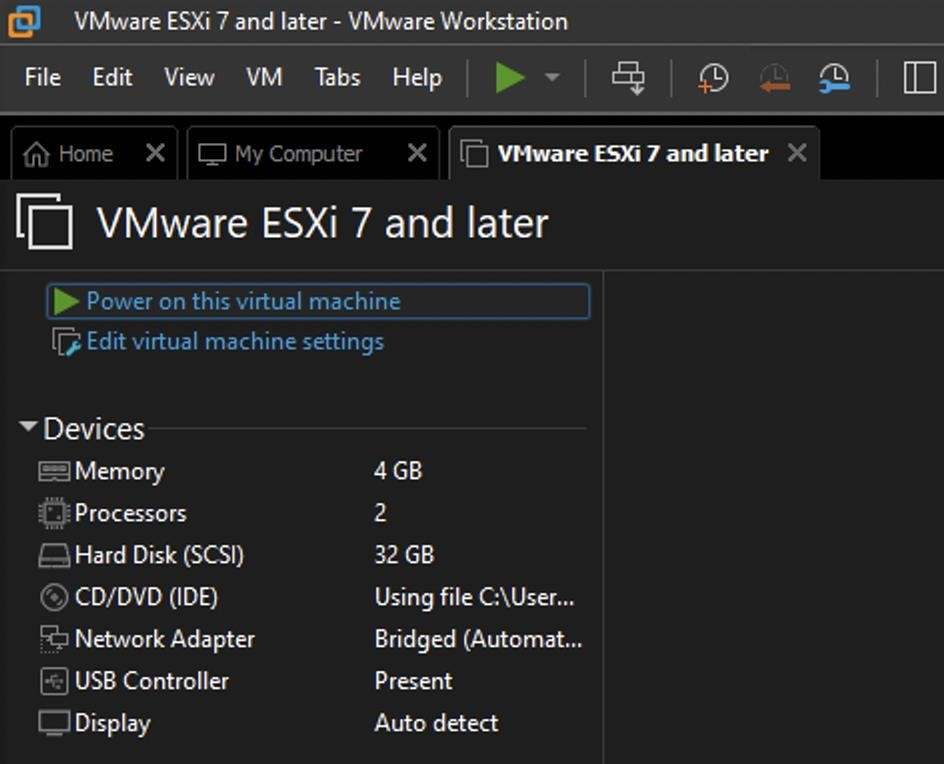 VMware ESXi 7 and later - VMware Workstation
File Edit View VM Tabs Help
Home My Computer VMware ESXi 7 and later
VMware ESXi 7 and later
Power on this virtual machine
Edit virtual machine settings
Devices
Memory 4 GB
Processors 2
Hard Disk (SCSI) 32 GB
CD/DVD (IDE) Using file C:\User...
Network Adapter Bridged (Automat...
USB Controller Present
Display Auto detect